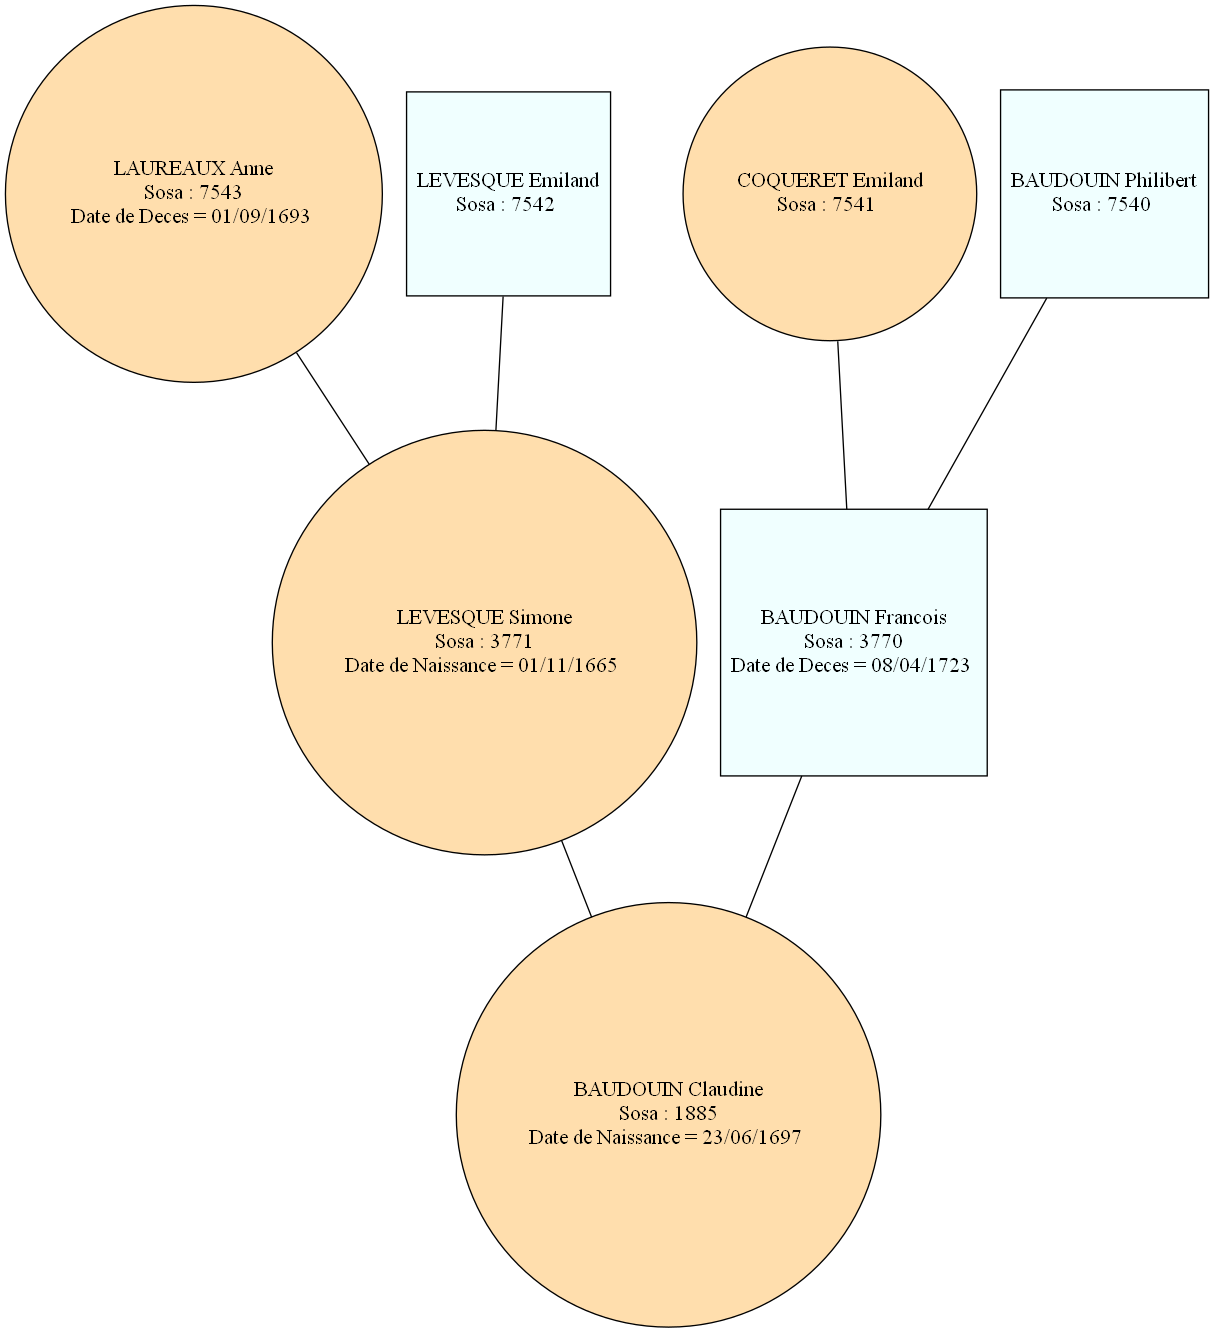 LAUREAUX Anne
Sosa : 7543
Date de Deces = 01/09/1693
LEVESQUE Emiland
Sosa : 7542
COQUERET Emiland
Sosa : 7541
BAUDOUIN Philibert
Sosa : 7540
LEVESQUE Simone
Sosa : 3771
Date de Naissance = 01/11/1665
BAUDOUIN Francois
Sosa : 3770
Date de Deces = 08/04/1723
BAUDOUIN Claudine
Sosa : 1885
Date de Naissance = 23/06/1697